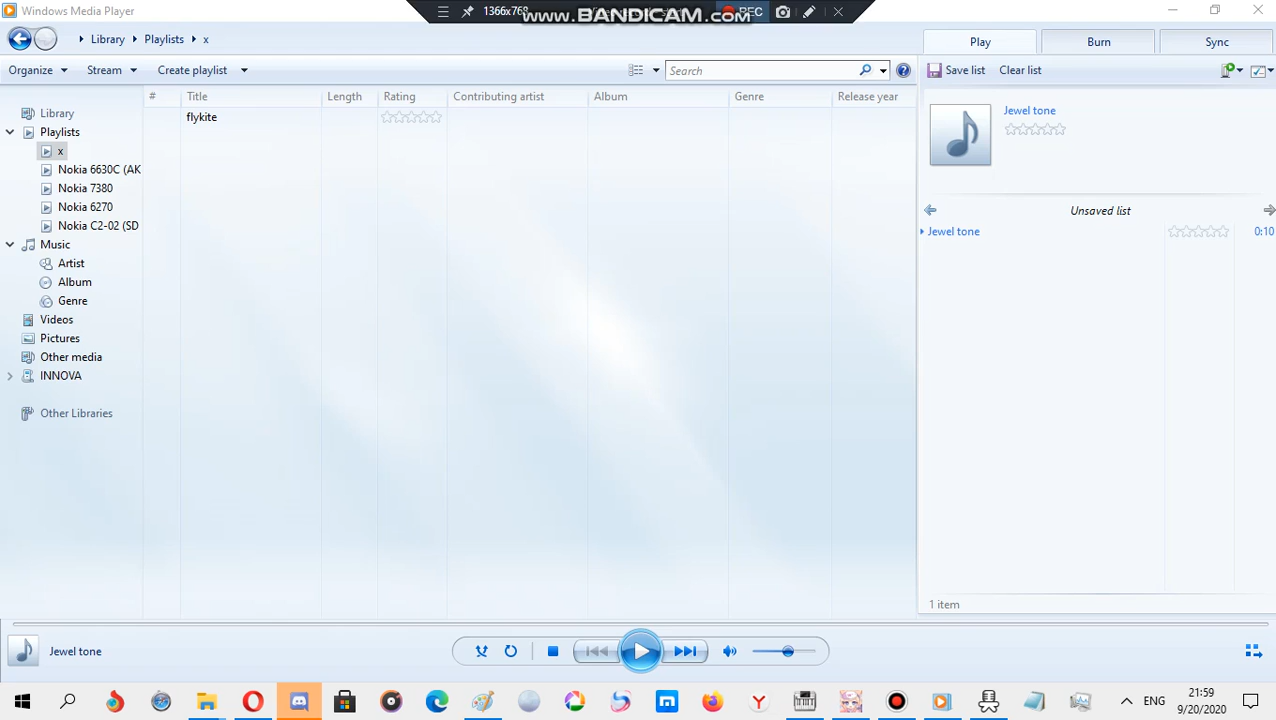 Windows Media Player
1366x768
www.BANDICAM.com
REC
Library
Playlists
x
Play
Burn
Sync
Organize
Stream
Create playlist
Search
Save list
Clear list
#
Title
Length
Rating
Contributing artist
Album
Genre
Release year
Library
Playlists
x
Nokia 6630C (AK
Nokia 7380
Nokia 6270
Nokia C2-02 (SD
Music
Artist
Album
Genre
Videos
Pictures
Other media
INNOVA
Other Libraries
flykite
Jewel tone
Unsaved list
Jewel tone
0:10
1 item
Jewel tone
ENG
21:59
9/20/2020